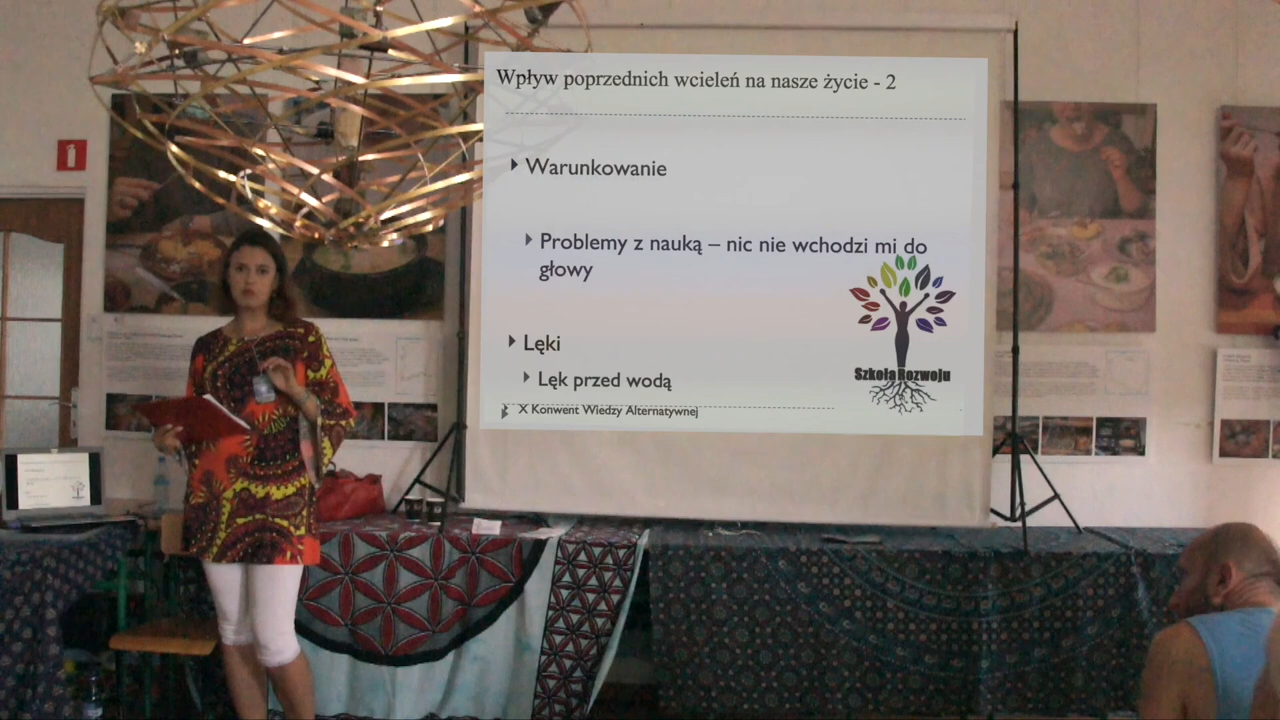 Wpływ poprzednich wcieleń na nasze życie - 2
Warunkowanie
Problemy z nauką – nic nie wchodzi mi do
głowy
Lęki
Lęk przed wodą
Szkoła Rozwoju
X Konwent Wiedzy Alternatywnej